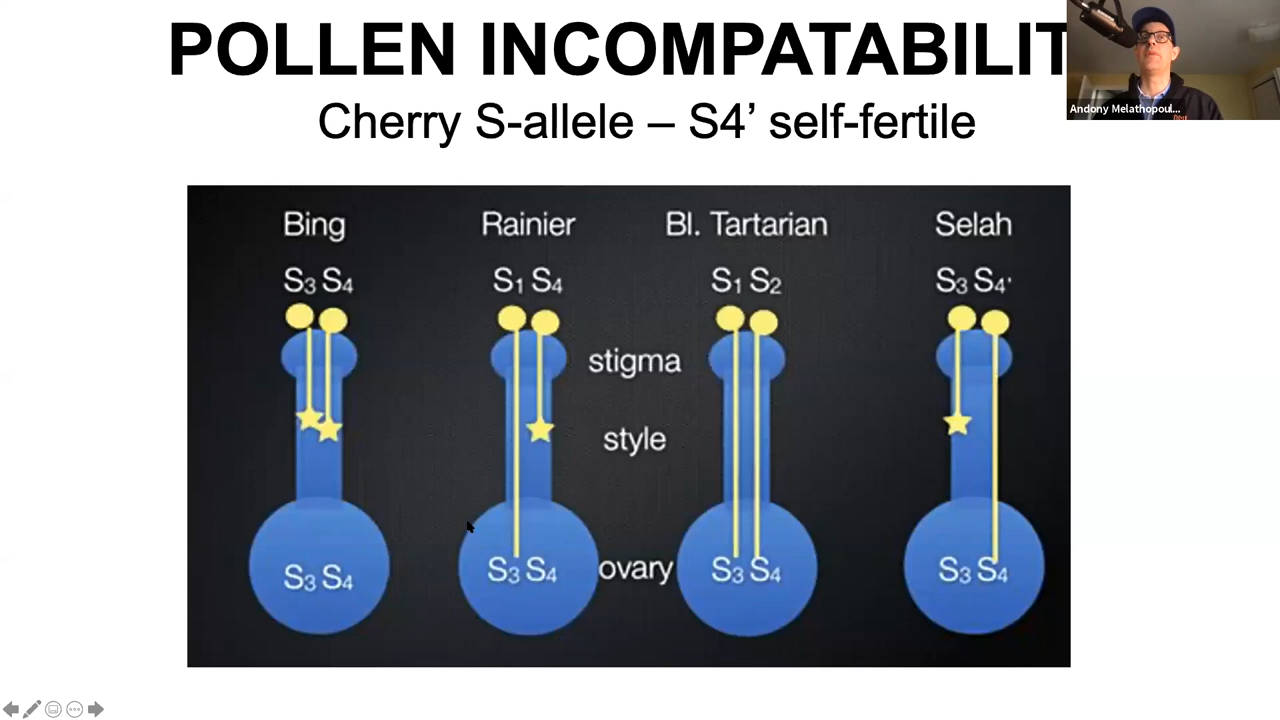 POLLEN INCOMPATABILIT
Cherry S-allele – S4’ self-fertile
Andony Melathopoul...
Bing Rainier Bl. Tartarian Selah
S3 S4 S1 S4 S1 S2 S3 S4'
stigma
style
S3 S4 S3 S4 ovary S3 S4 S3 S4